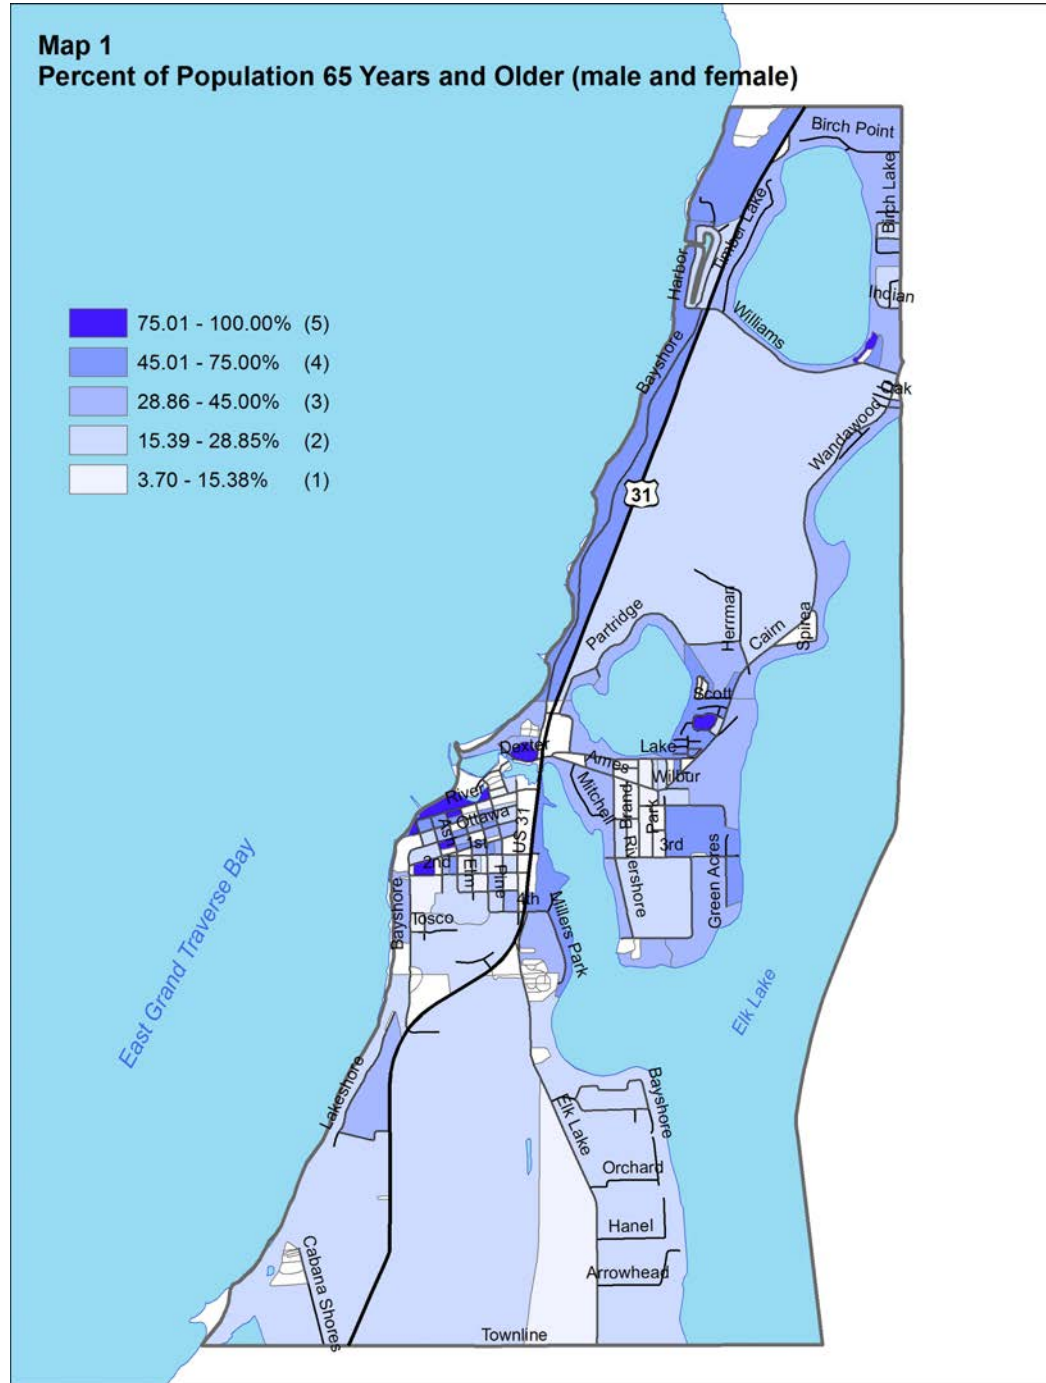 Map 1
Percent of Population 65 Years and Older (male and female)
Birch Point
Birch Lake
Timber Lake
Harbor
Indian
75.01 - 100.00% (5)
45.01 - 75.00% (4)
28.86 - 45.00% (3)
15.39 - 28.85% (2)
3.70 - 15.38% (1)
Williams
Bayshore
Oak
Wandawood
31
Partridge
Herrman
Cairn
Spirea
Scott
Dexter
Lake
Ames
Wilbur
Mitchell
River
Brand
Park
Ottawa
US 31
Ash
1st
3rd
2nd
Elm
Pine
Rivershore
Green Acres
4th
Millers Park
Bayshore
Tosco
East Grand Traverse Bay
Elk Lake
Lakeshore
Bayshore
Elk Lake
Orchard
Hanel
Cabana Shores
Arrowhead
Townline